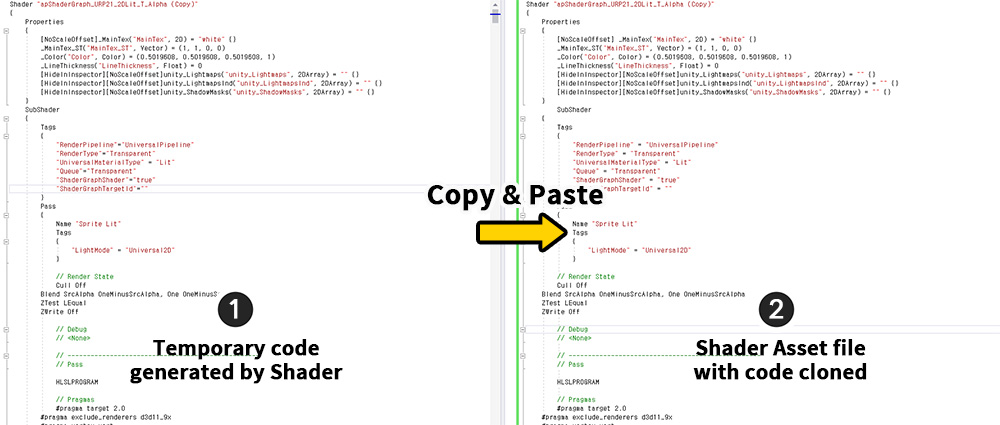 Shader "apShaderGraph_URP21_2DLit_T_Alpha (Copy)"
{
Properties
{
[NoScaleOffset] _MainTex("MainTex", 2D) = "white" {}
_MainTex_ST("MainTex_ST", Vector) = (1, 1, 0, 0)
_Color("Color", Color) = (0.5019608, 0.5019608, 0.5019608, 1)
_LineThickness("LineThickness", Float) = 0
[HideInInspector][NoScaleOffset]unity_Lightmaps("unity_Lightmaps", 2DArray) = "" {}
[HideInInspector][NoScaleOffset]unity_LightmapsInd("unity_LightmapsInd", 2DArray) = "" {}
[HideInInspector][NoScaleOffset]unity_ShadowMasks("unity_ShadowMasks", 2DArray) = "" {}
}
SubShader
{
Tags
{
"RenderPipeline"="UniversalPipeline"
"RenderType"="Transparent"
"UniversalMaterialType" = "Lit"
"Queue"="Transparent"
"ShaderGraphShader"="true"
"ShaderGraphTargetId"=""
}
Pass
{
Name "Sprite Lit"
Tags
{
"LightMode" = "Universal2D"
}
// Render State
Cull Off
Blend SrcAlpha OneMinusSrcAlpha, One OneMinusS
ZTest LEqual
ZWrite Off
// Debug
// <None>
// Pass
HLSLPROGRAM
// Pragmas
#pragma target 2.0
#pragma exclude_renderers d3d11_9x
1
Temporary code
generated by Shader
Copy & Paste
Shader "apShaderGraph_URP21_2DLit_T_Alpha (Copy)"
{
Properties
{
[NoScaleOffset] _MainTex("MainTex", 2D) = "white" {}
_MainTex_ST("MainTex_ST", Vector) = (1, 1, 0, 0)
_Color("Color", Color) = (0.5019608, 0.5019608, 0.5019608, 1)
_LineThickness("LineThickness", Float) = 0
[HideInInspector][NoScaleOffset]unity_Lightmaps("unity_Lightmaps", 2DArray) = "" {}
[HideInInspector][NoScaleOffset]unity_LightmapsInd("unity_LightmapsInd", 2DArray) = "" {}
[HideInInspector][NoScaleOffset]unity_ShadowMasks("unity_ShadowMasks", 2DArray) = "" {}
}
SubShader
{
Tags
{
"RenderPipeline" = "UniversalPipeline"
"RenderType" = "Transparent"
"UniversalMaterialType" = "Lit"
"Queue" = "Transparent"
"ShaderGraphShader" = "true"
raphTargetId" = ""
Name "Sprite Lit"
Tags
{
"LightMode" = "Universal2D"
}
// Render State
Cull Off
Blend SrcAlpha OneMinusSrcAlpha, One OneMinusSrcAlpha
ZTest LEqual
ZWrite Off
// Debug
// <None>
// Pass
HLSLPROGRAM
// Pragmas
#pragma target 2.0
#pragma exclude_renderers d3d11_9x
2
Shader Asset file
with code cloned